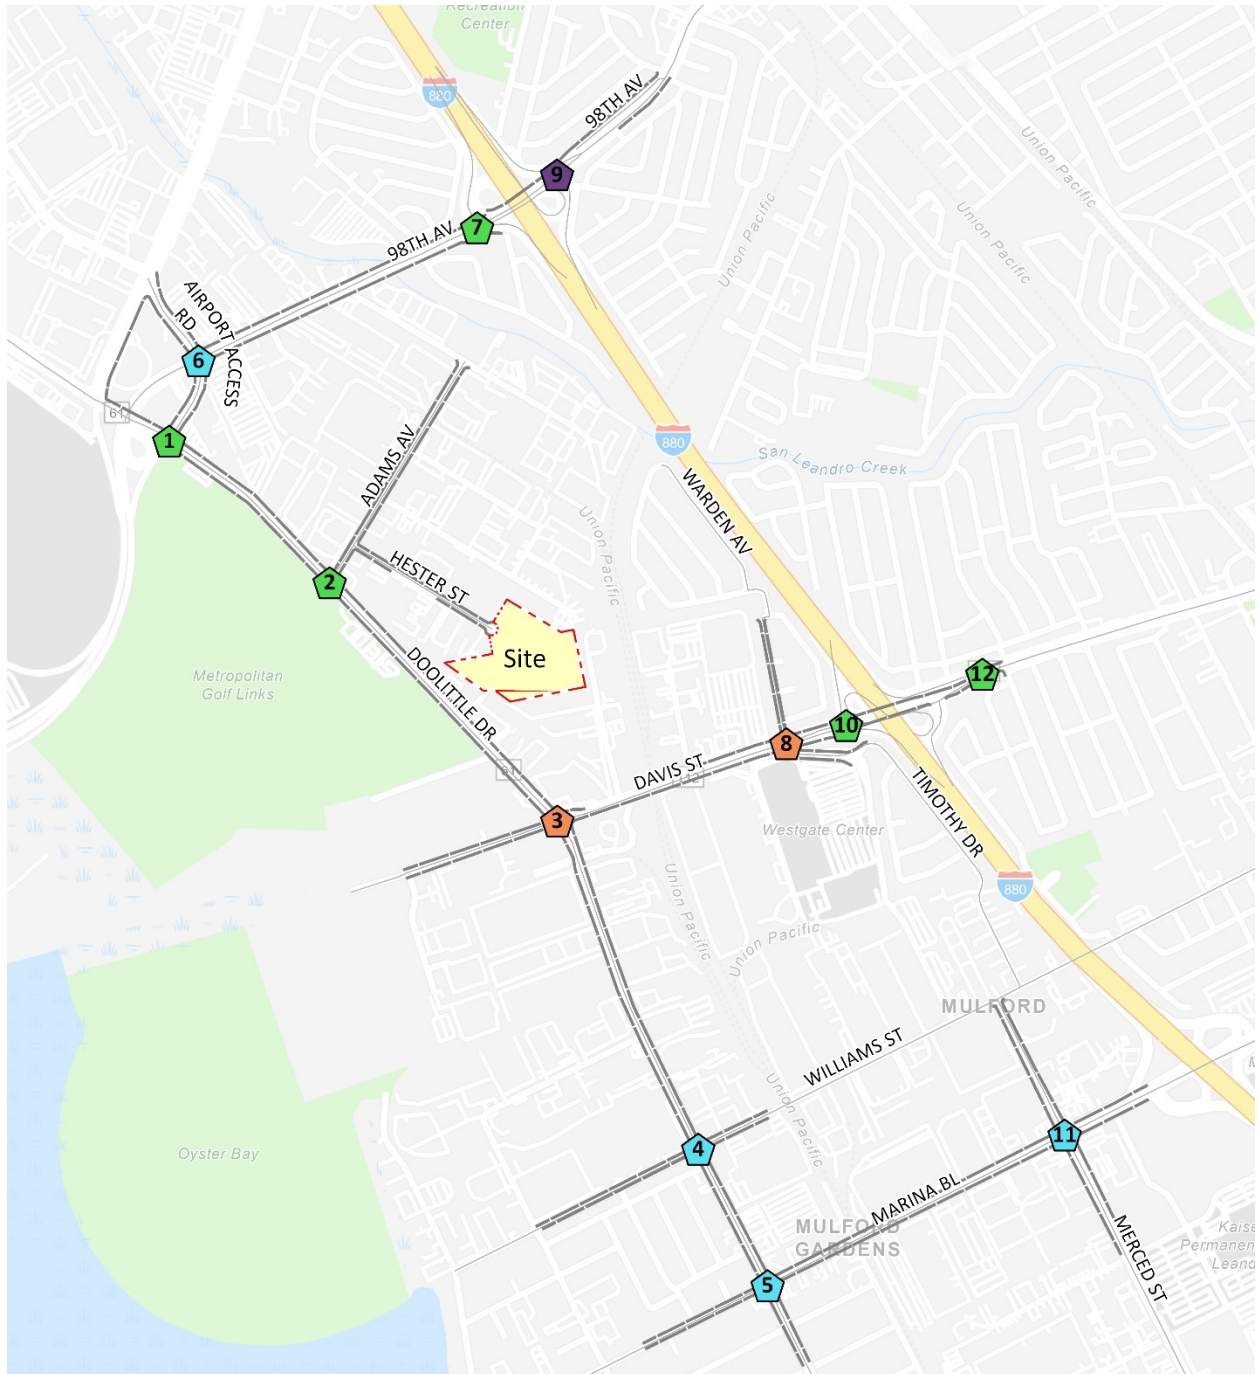 Recreation
Center
880
98TH AV
9
Union Pacific
Union Pacific
Union Pacific
7
98TH AV
AIRPORT ACCESS
RD
6
61
1
880
San Leandro Creek
WARDEN AV
ADAMS AV
Union Pacific
HESTER ST
2
Site
Metropolitan
Golf Links
DOOLITTLE DR
12
10
8
61
DAVIS ST
112
TIMOTHY DR
3
Westgate Center
880
Union Pacific
Union Pacific
MULFORD
WILLIAMS ST
Union Pacific
4
11
Oyster Bay
MARINA BL
MULFORD
GARDENS
MERCED ST
Kaise
Permanen
Leand
5